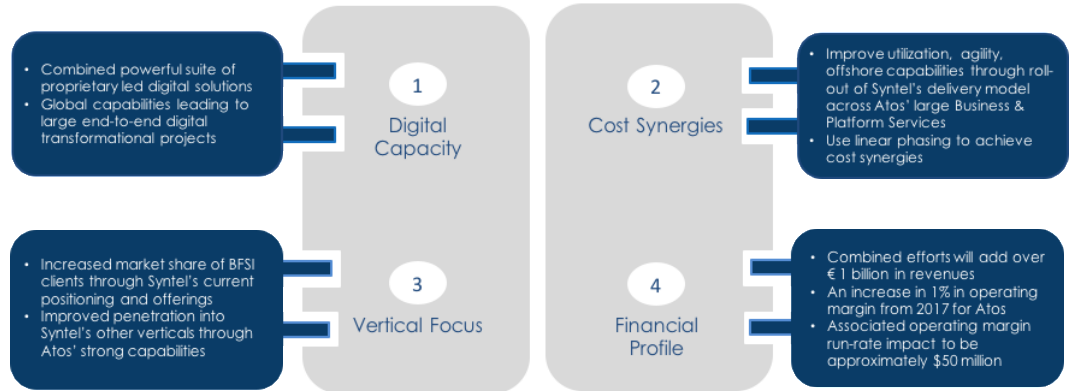 • Combined powerful suite of
proprietary led digital solutions
• Global capabilities leading to
large end-to-end digital
transformational projects
1
Digital
Capacity
2
Cost Synergies
• Improve utilization, agility,
offshore capabilities through roll-
out of Syntel's delivery model
across Atos' large Business &
Platform Services
• Use linear phasing to achieve
cost synergies
• Increased market share of BFSI
clients through Syntel's current
positioning and offerings
• Improved penetration into
Syntel's other verticals through
Atos' strong capabilities
3
Vertical Focus
4
Financial
Profile
• Combined efforts will add over
€ 1 billion in revenues
• An increase in 1% in operating
margin from 2017 for Atos
• Associated operating margin
run-rate impact to be
approximately $50 million